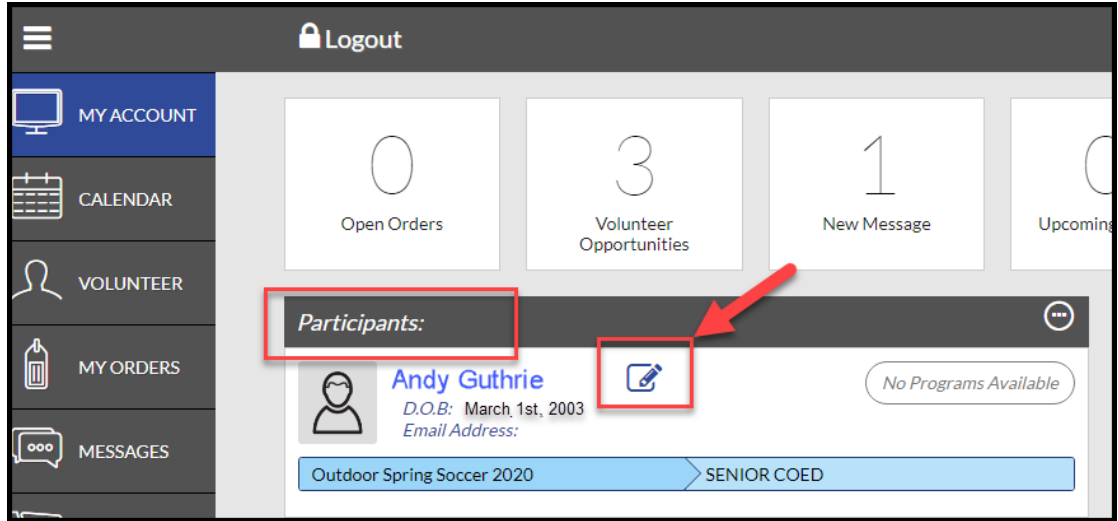 Logout
MY ACCOUNT
CALENDAR
VOLUNTEER
MY ORDERS
MESSAGES
0
Open Orders
3
Volunteer
Opportunities
1
New Message
Upcoming
Participants:
Andy Guthrie
D.O.B: March 1st, 2003
Email Address:
No Programs Available
Outdoor Spring Soccer 2020
SENIOR COED